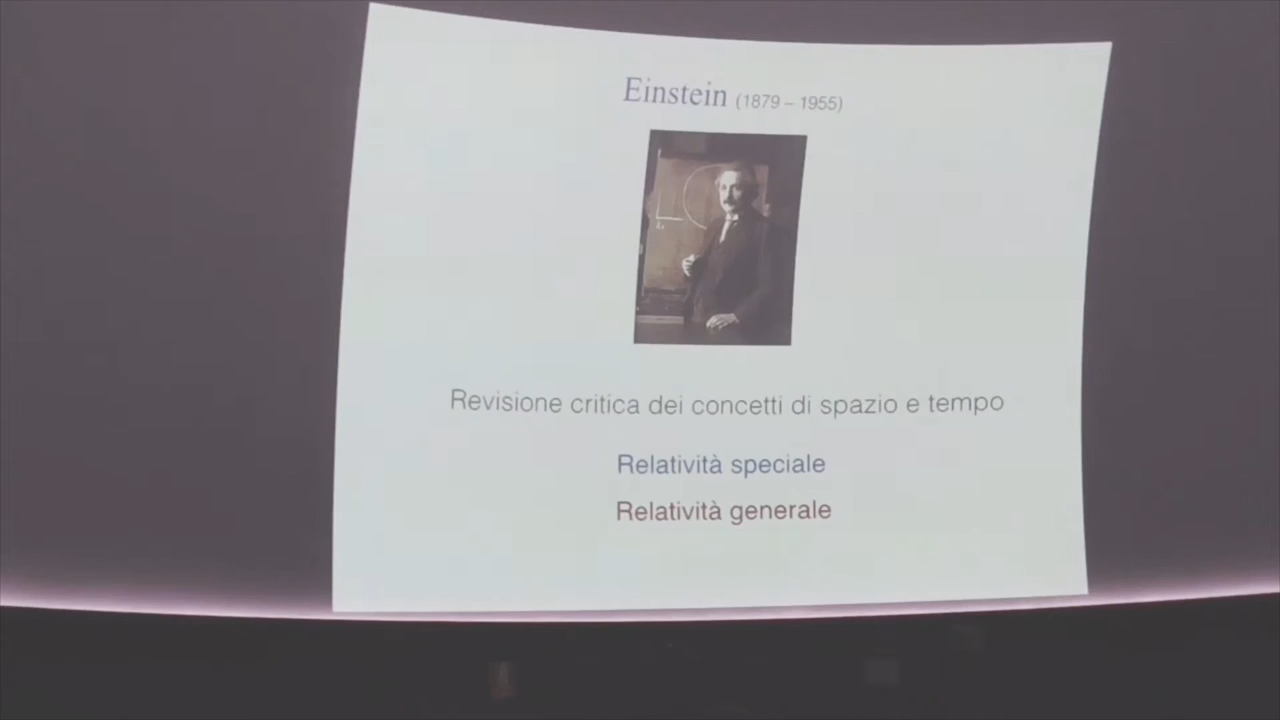 Einstein (1879 – 1955)
Revisione critica dei concetti di spazio e tempo
Relatività speciale
Relatività generale